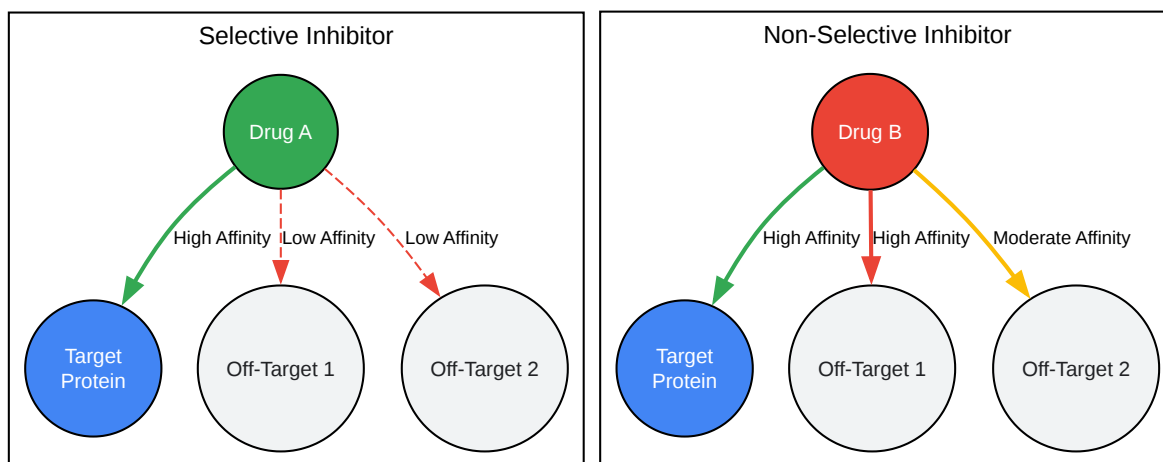 Selective Inhibitor
Drug A
High Affinity
Low Affinity
Low Affinity
Target
Protein
Off-Target 1
Off-Target 2
Non-Selective Inhibitor
Drug B
High Affinity
High Affinity
Moderate Affinity
Target
Protein
Off-Target 1
Off-Target 2